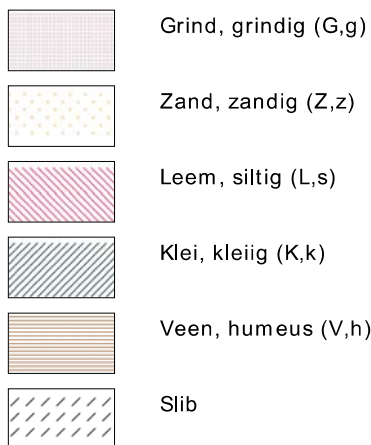 Grind, grindig (G,g)
Zand, zandig (Z,z)
Leem, siltig (L,s)
Klei, kleiig (K,k)
Veen, humeus (V,h)
Slib